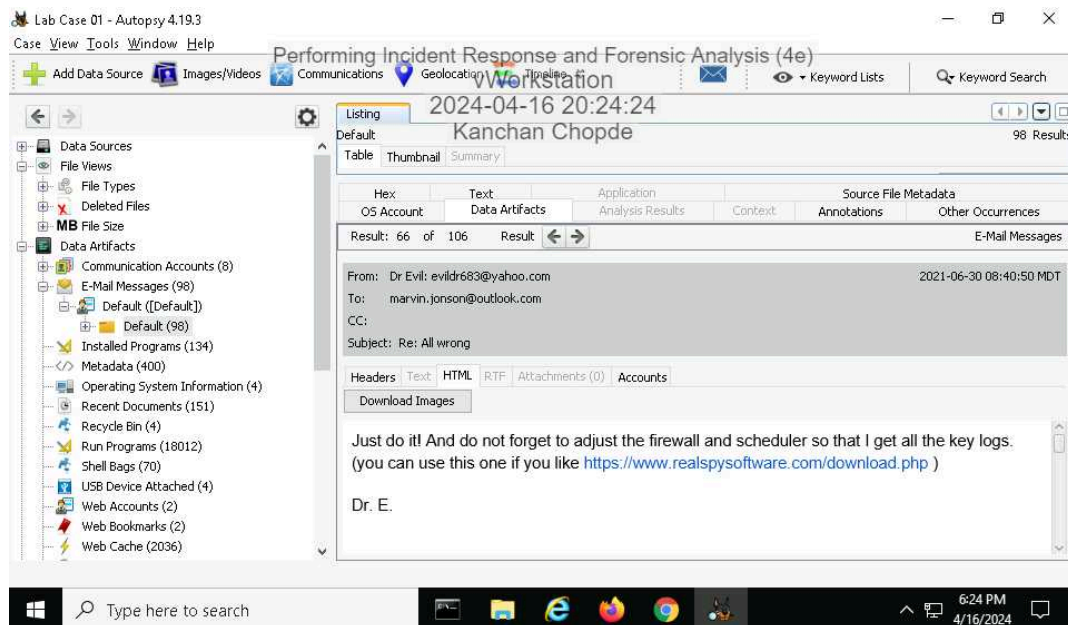 Lab Case 01 - Autopsy 4.19.3
Case View Tools Window Help
Performing Incident Response and Forensic Analysis (4e)
Add Data Source Images/Videos Communications Geolocation Timeline Keyword Lists Keyword Search
vWorkstation
2024-04-16 20:24:24
Kanchan Chopde
Listing
Default
98 Results
Table Thumbnail Summary
Data Sources
File Views
File Types
Deleted Files
MB File Size
Data Artifacts
Communication Accounts (8)
E-Mail Messages (98)
Default ([Default])
Default (98)
Installed Programs (134)
Metadata (400)
Operating System Information (4)
Recent Documents (151)
Recycle Bin (4)
Run Programs (18012)
Shell Bags (70)
USB Device Attached (4)
Web Accounts (2)
Web Bookmarks (2)
Web Cache (2036)
Hex Text Application Source File Metadata
OS Account Data Artifacts Analysis Results Context Annotations Other Occurrences
Result: 66 of 106 Result E-Mail Messages
From: Dr Evil: evildr683@yahoo.com 2021-06-30 08:40:50 MDT
To: marvin.jonson@outlook.com
CC:
Subject: Re: All wrong
Headers Text HTML RTF Attachments (0) Accounts
Download Images
Just do it! And do not forget to adjust the firewall and scheduler so that I get all the key logs.
(you can use this one if you like https://www.realspysoftware.com/download.php )
Dr. E.
Type here to search
6:24 PM
4/16/2024